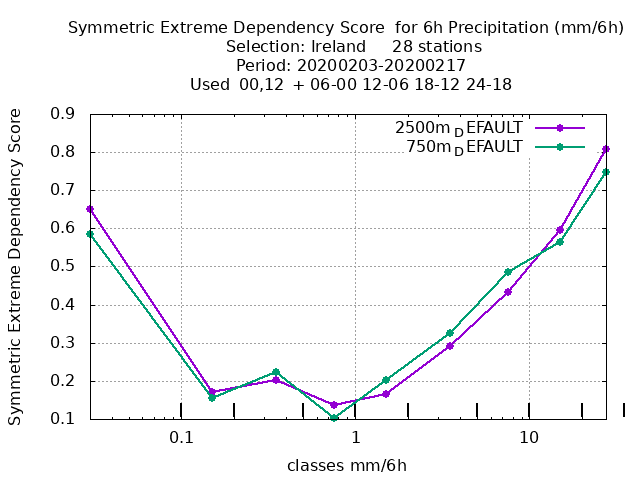 Symmetric Extreme Dependency Score  for 6h Precipitation (mm/6h)
Selection: Ireland     28 stations
Period: 20200203-20200217
Used  00,12  + 06-00 12-06 18-12 24-18
Symmetric Extreme Dependency Score
0.9
0.8
0.7
0.6
0.5
0.4
0.3
0.2
0.1
2500m_DEFAULT
750m_DEFAULT
0.1 1 10
classes mm/6h